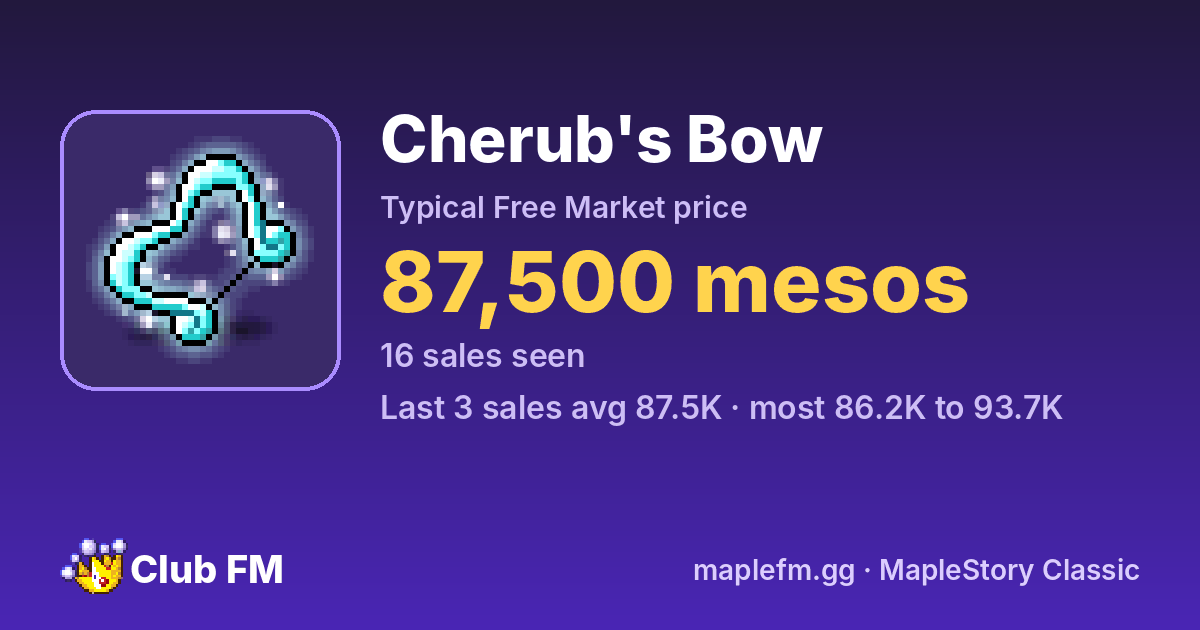 Cherub's Bow
Typical Free Market price
87,500 mesos
16 sales seen
Last 3 sales avg 87.5K · most 86.2K to 93.7K
Club FM
maplefm.gg · MapleStory Classic